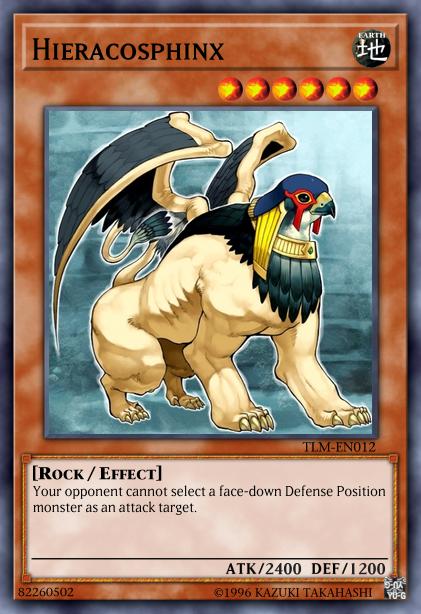 HIERACOSPHINX
EARTH
地
TLM-EN012
[ROCK / EFFECT]
Your opponent cannot select a face-down Defense Position
monster as an attack target.
ATK/2400 DEF/1200
82260502
©1996 KAZUKI TAKAHASHI